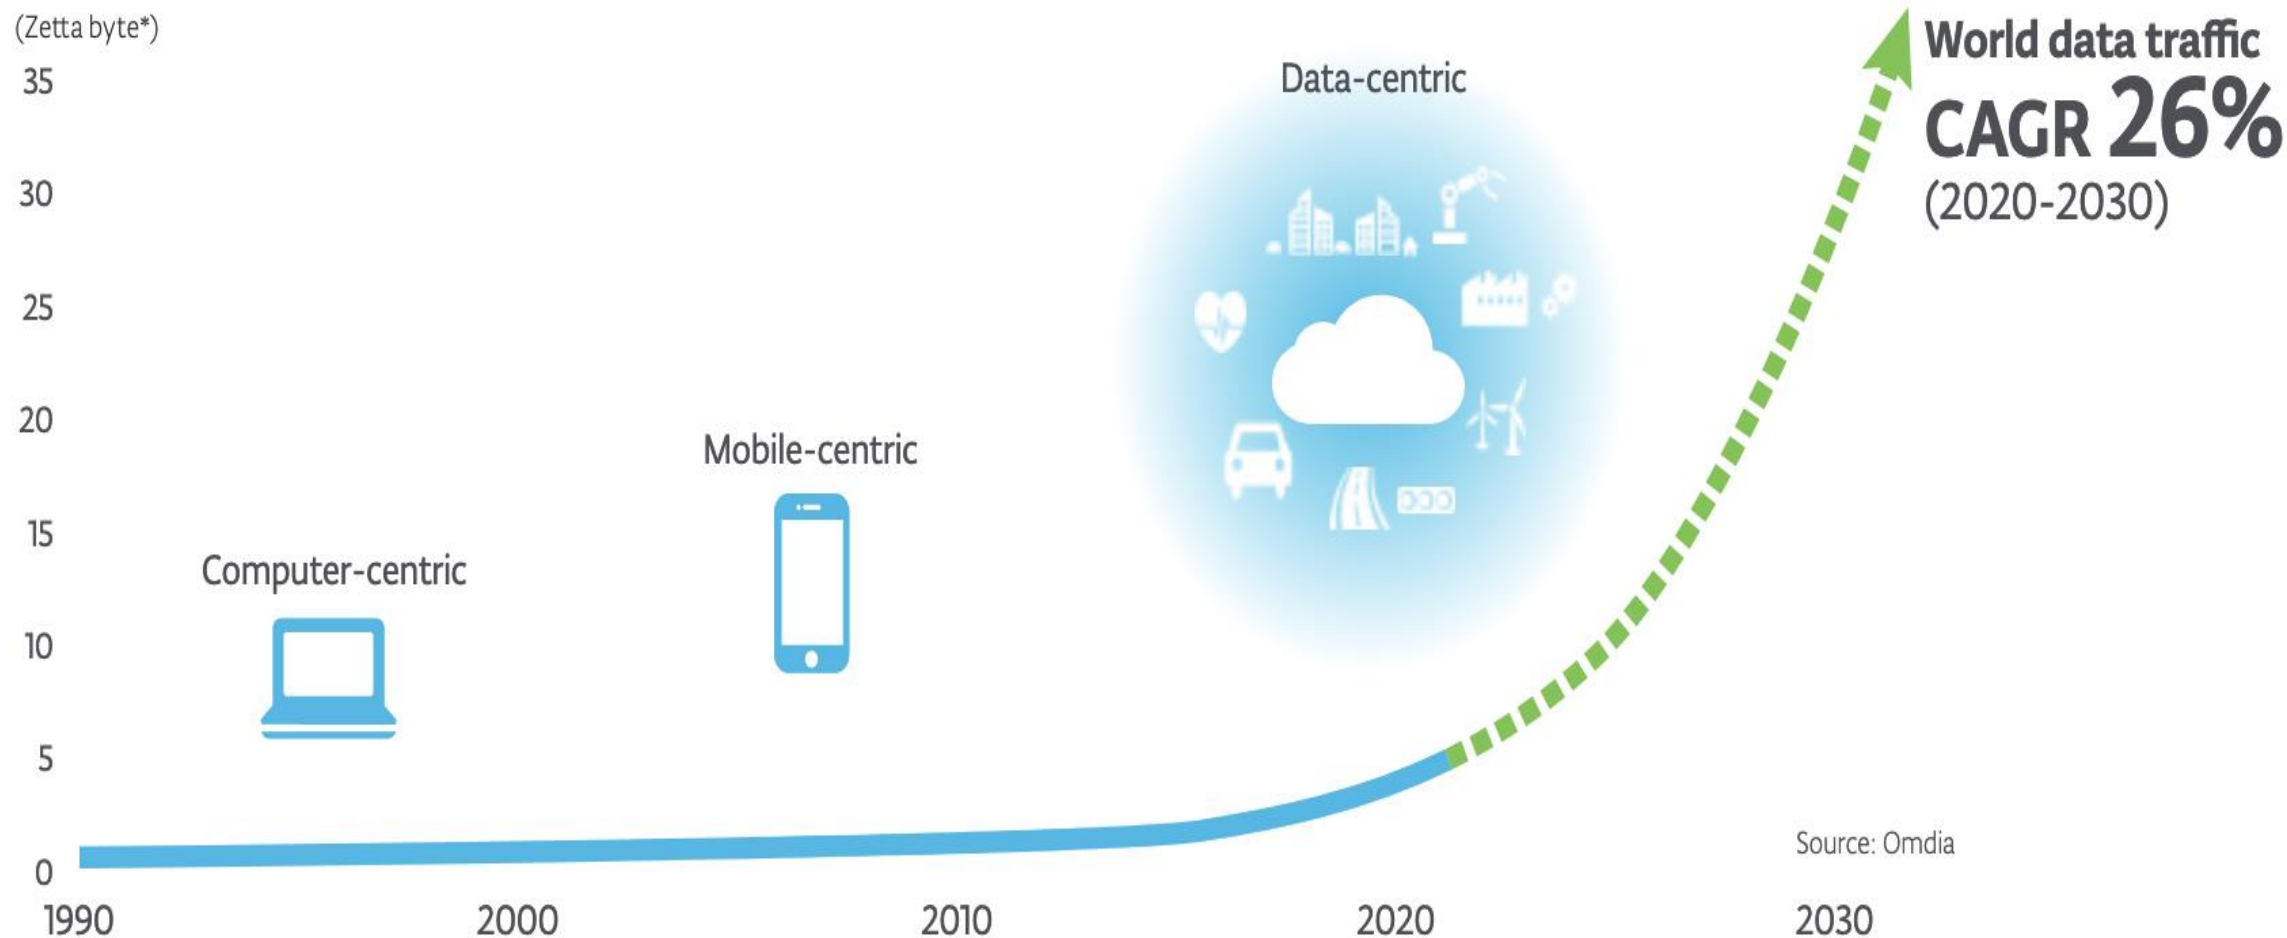 (Zetta byte*)
35
30
25
20
15
10
5
0
1990
2000
2010
2020
2030
Computer-centric
Mobile-centric
Data-centric
World data traffic
CAGR 26%
(2020-2030)
Source: Omdia